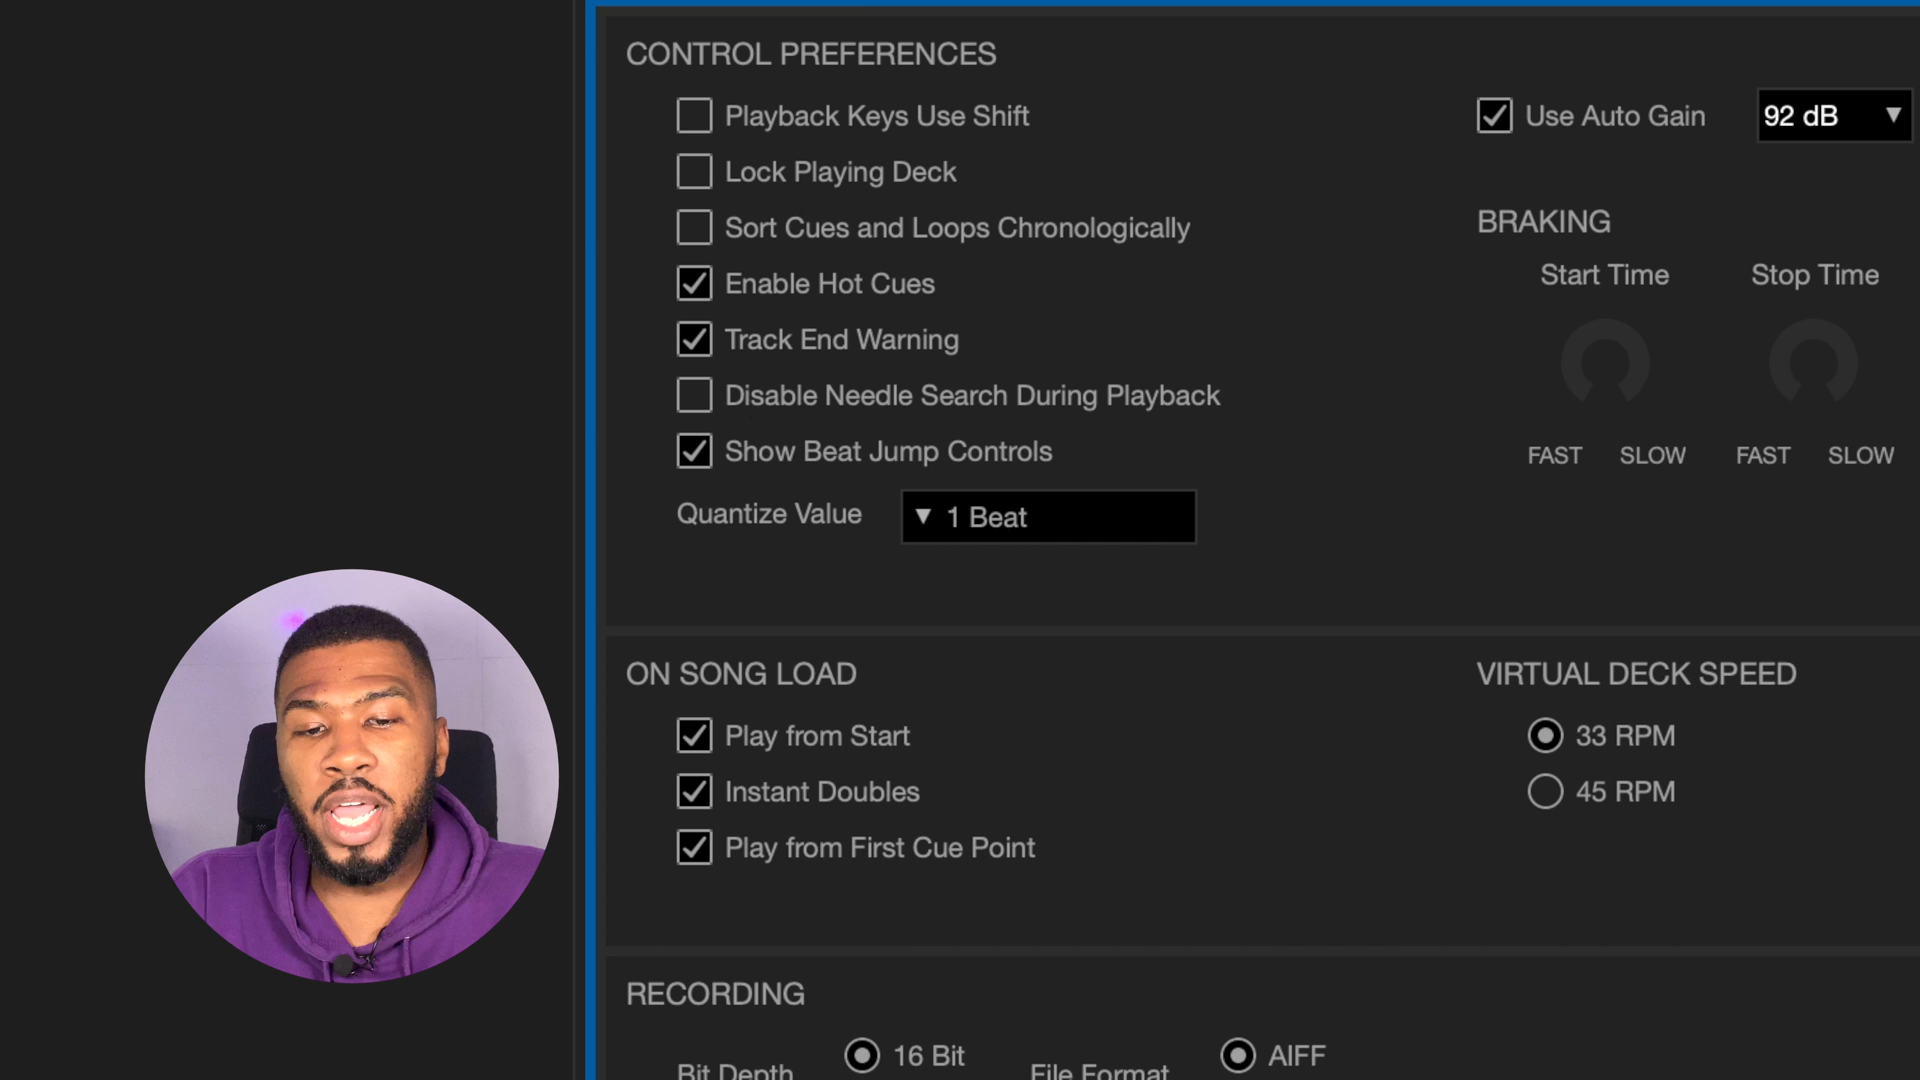 CONTROL PREFERENCES
Playback Keys Use Shift
Lock Playing Deck
Sort Cues and Loops Chronologically
Enable Hot Cues
Track End Warning
Disable Needle Search During Playback
Show Beat Jump Controls
Quantize Value ▼ 1 Beat
Use Auto Gain 92 dB ▼
BRAKING
Start Time Stop Time
FAST SLOW FAST SLOW
ON SONG LOAD
Play from Start
Instant Doubles
Play from First Cue Point
VIRTUAL DECK SPEED
33 RPM
45 RPM
RECORDING
Bit Depth 16 Bit File Format AIFF